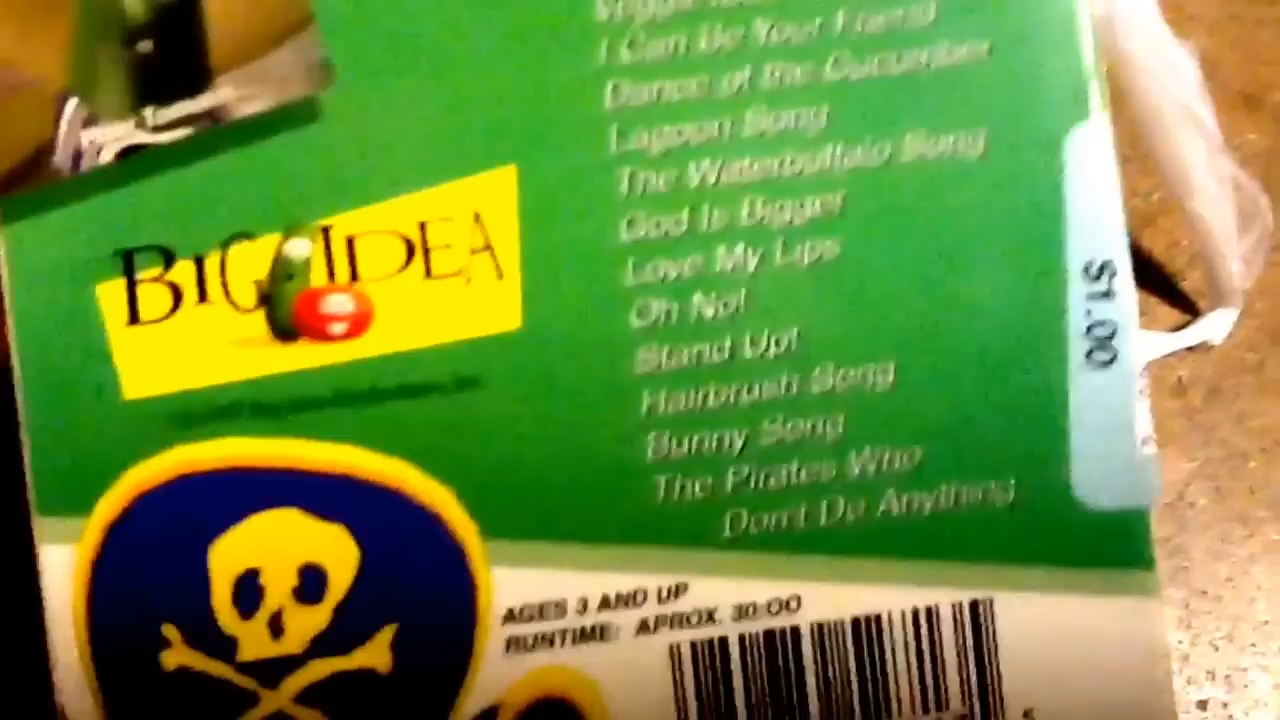 I Can Be Your Friend
Dance of the Cucumber
Lagoon Song
The Waterbuffalo Song
God Is Bigger
Love My Lips
Oh No!
Stand Up!
Hairbrush Song
Bunny Song
The Pirates Who
Don't Do Anything
BIG IDEA
$1.00
AGES 3 AND UP
RUNTIME: APROX. 30:00